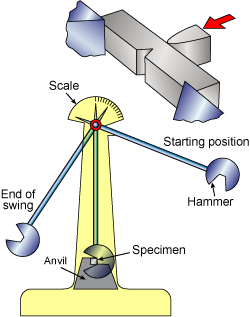 Scale
Starting position
End of
swing
Hammer
Specimen
Anvil